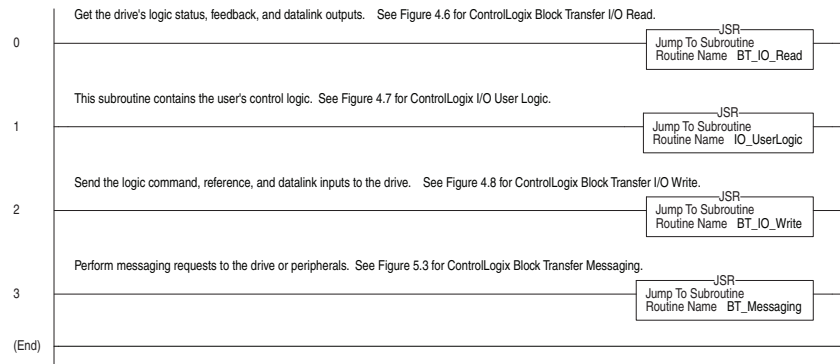 Get the drive's logic status, feedback, and datalink outputs. See Figure 4.6 for ControlLogix Block Transfer I/O Read.
JSR
0
Jump To Subroutine
Routine Name BT_IO_Read
This subroutine contains the user's control logic. See Figure 4.7 for ControlLogix I/O User Logic.
JSR
1
Jump To Subroutine
Routine Name IO_UserLogic
Send the logic command, reference, and datalink inputs to the drive. See Figure 4.8 for ControlLogix Block Transfer I/O Write.
JSR
2
Jump To Subroutine
Routine Name BT_IO_Write
Perform messaging requests to the drive or peripherals. See Figure 5.3 for ControlLogix Block Transfer Messaging.
JSR
3
Jump To Subroutine
Routine Name BT_Messaging
(End)